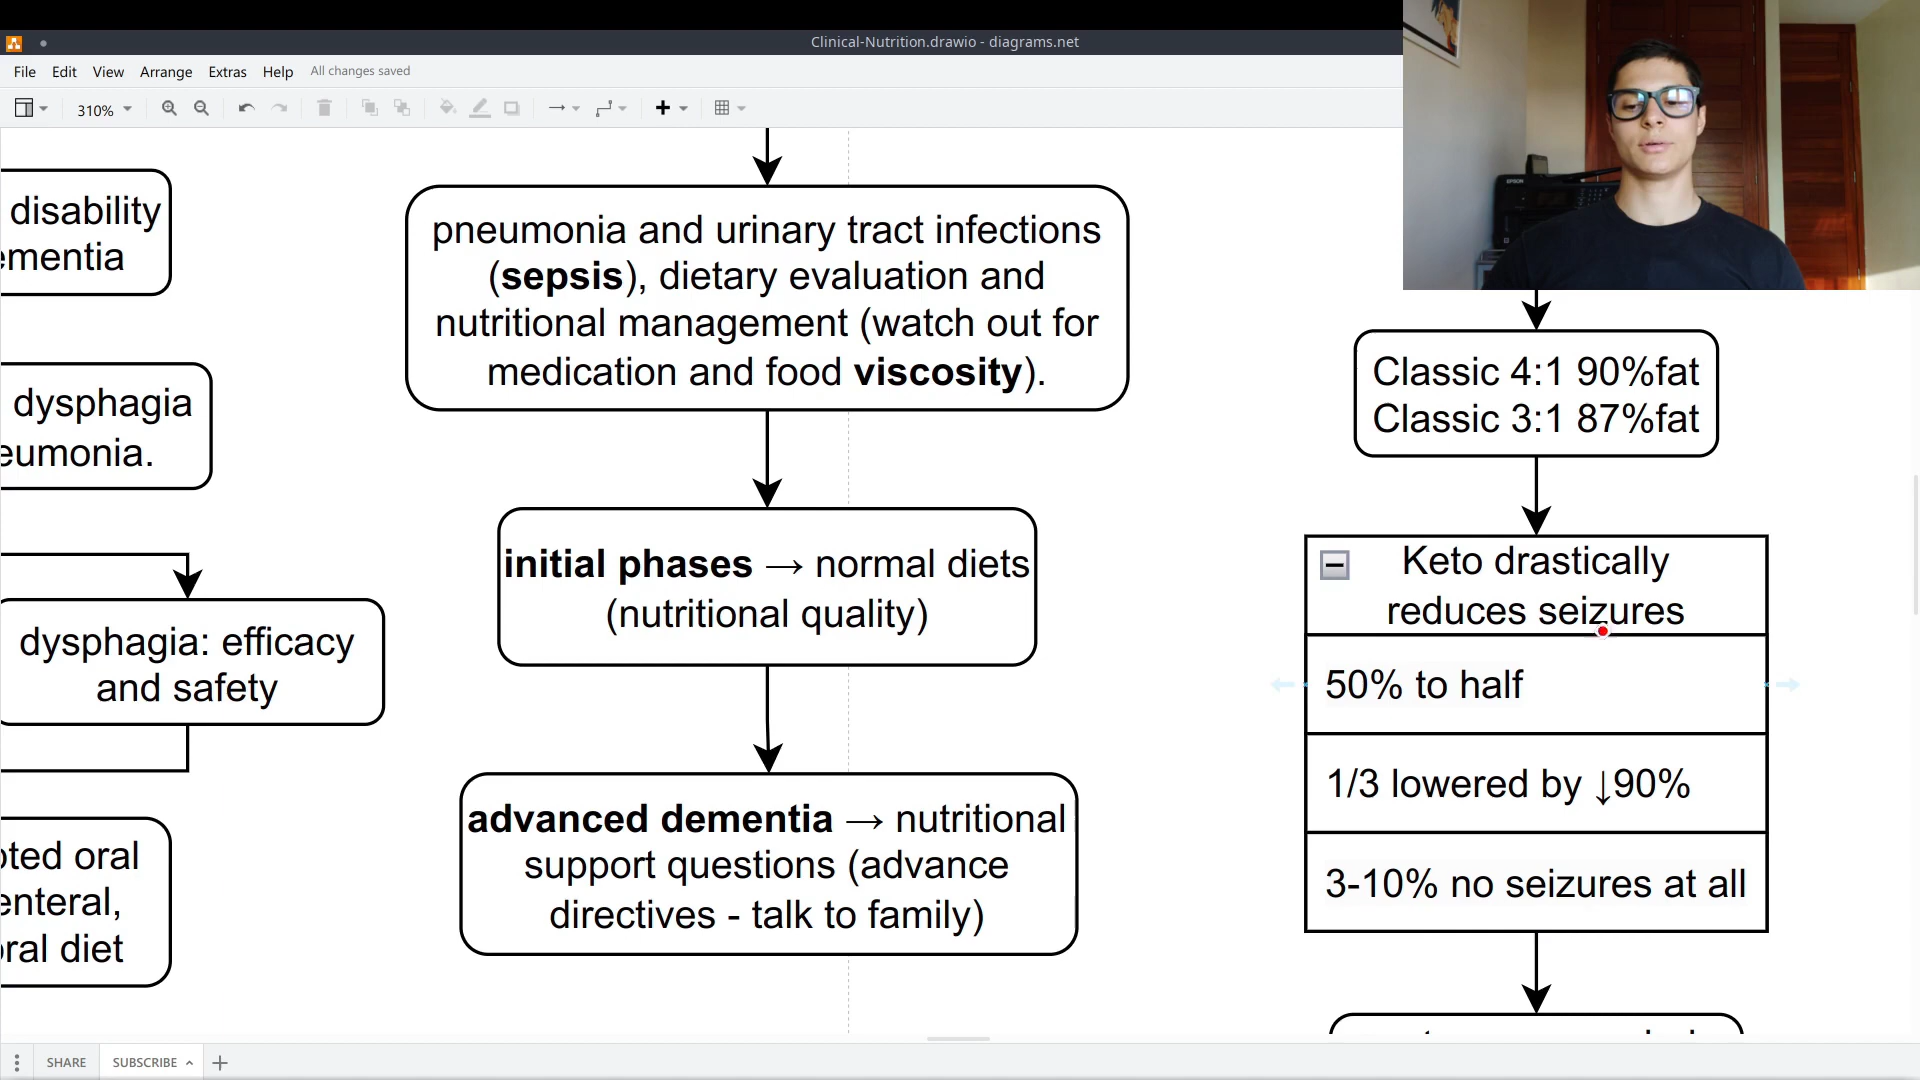 Clinical-Nutrition.drawio - diagrams.net
File Edit View Arrange Extras Help All changes saved
310%
disability
ementia
dysphagia
eumonia.
dysphagia: efficacy
and safety
oral
enteral,
oral diet
pneumonia and urinary tract infections
(sepsis), dietary evaluation and
nutritional management (watch out for
medication and food viscosity).
initial phases → normal diets
(nutritional quality)
advanced dementia → nutritional
support questions (advance
directives - talk to family)
EPSON
Classic 4:1 90%fat
Classic 3:1 87%fat
Keto drastically
reduces seizures
50% to half
1/3 lowered by ↓90%
3-10% no seizures at all
SHARE SUBSCRIBE